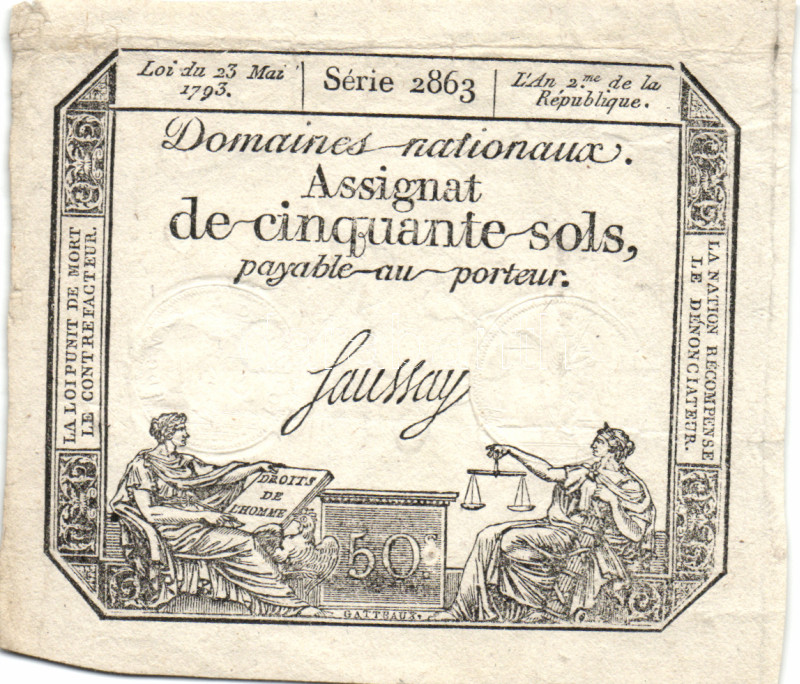 Loi du 23 Mai
1793.
Série 2863
L'An 2.me de la
République.
Domaines nationaux.
Assignat
de cinquante sols,
payable au porteur.
LA LOI PUNIT DE MORT
LE CONTREFACTEUR.
LA NATION RÉCOMPENSE
LE DÉNONCIATEUR.
Saussay
DROITS
DE
L'HOMME
50.s
GATTEAUX.